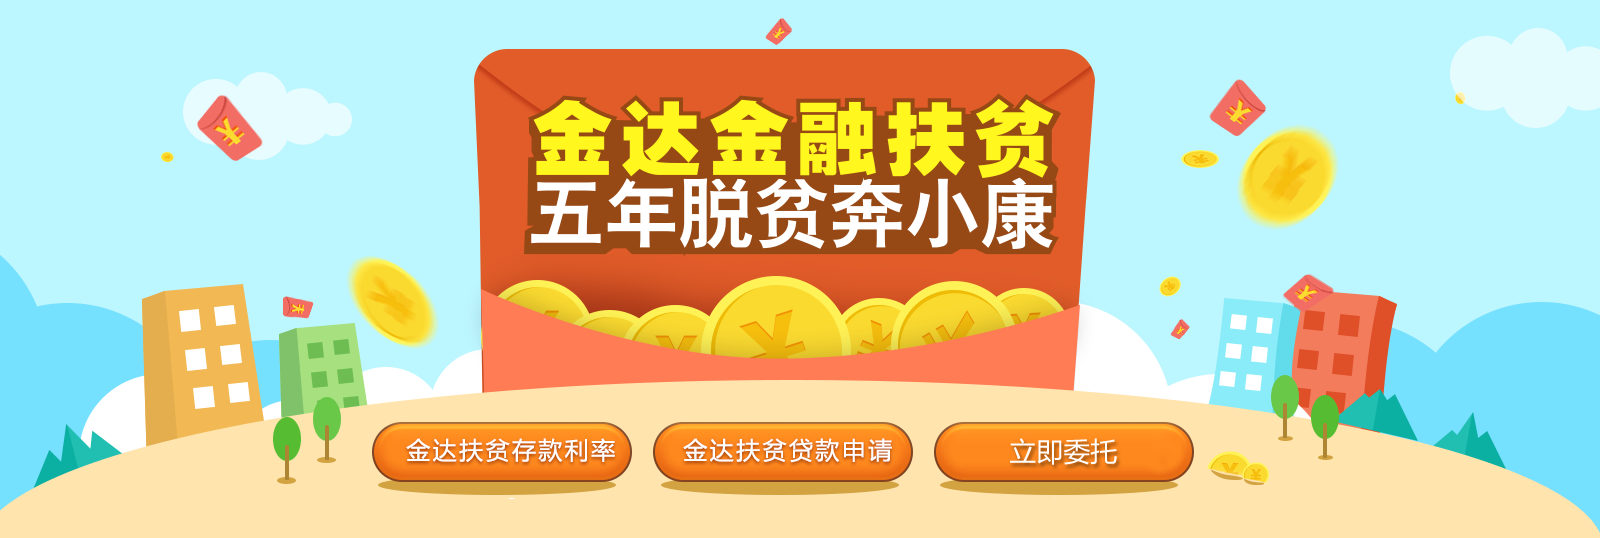 金达金融扶贫
五年脱贫奔小康
金达扶贫存款利率
金达扶贫贷款申请
立即委托